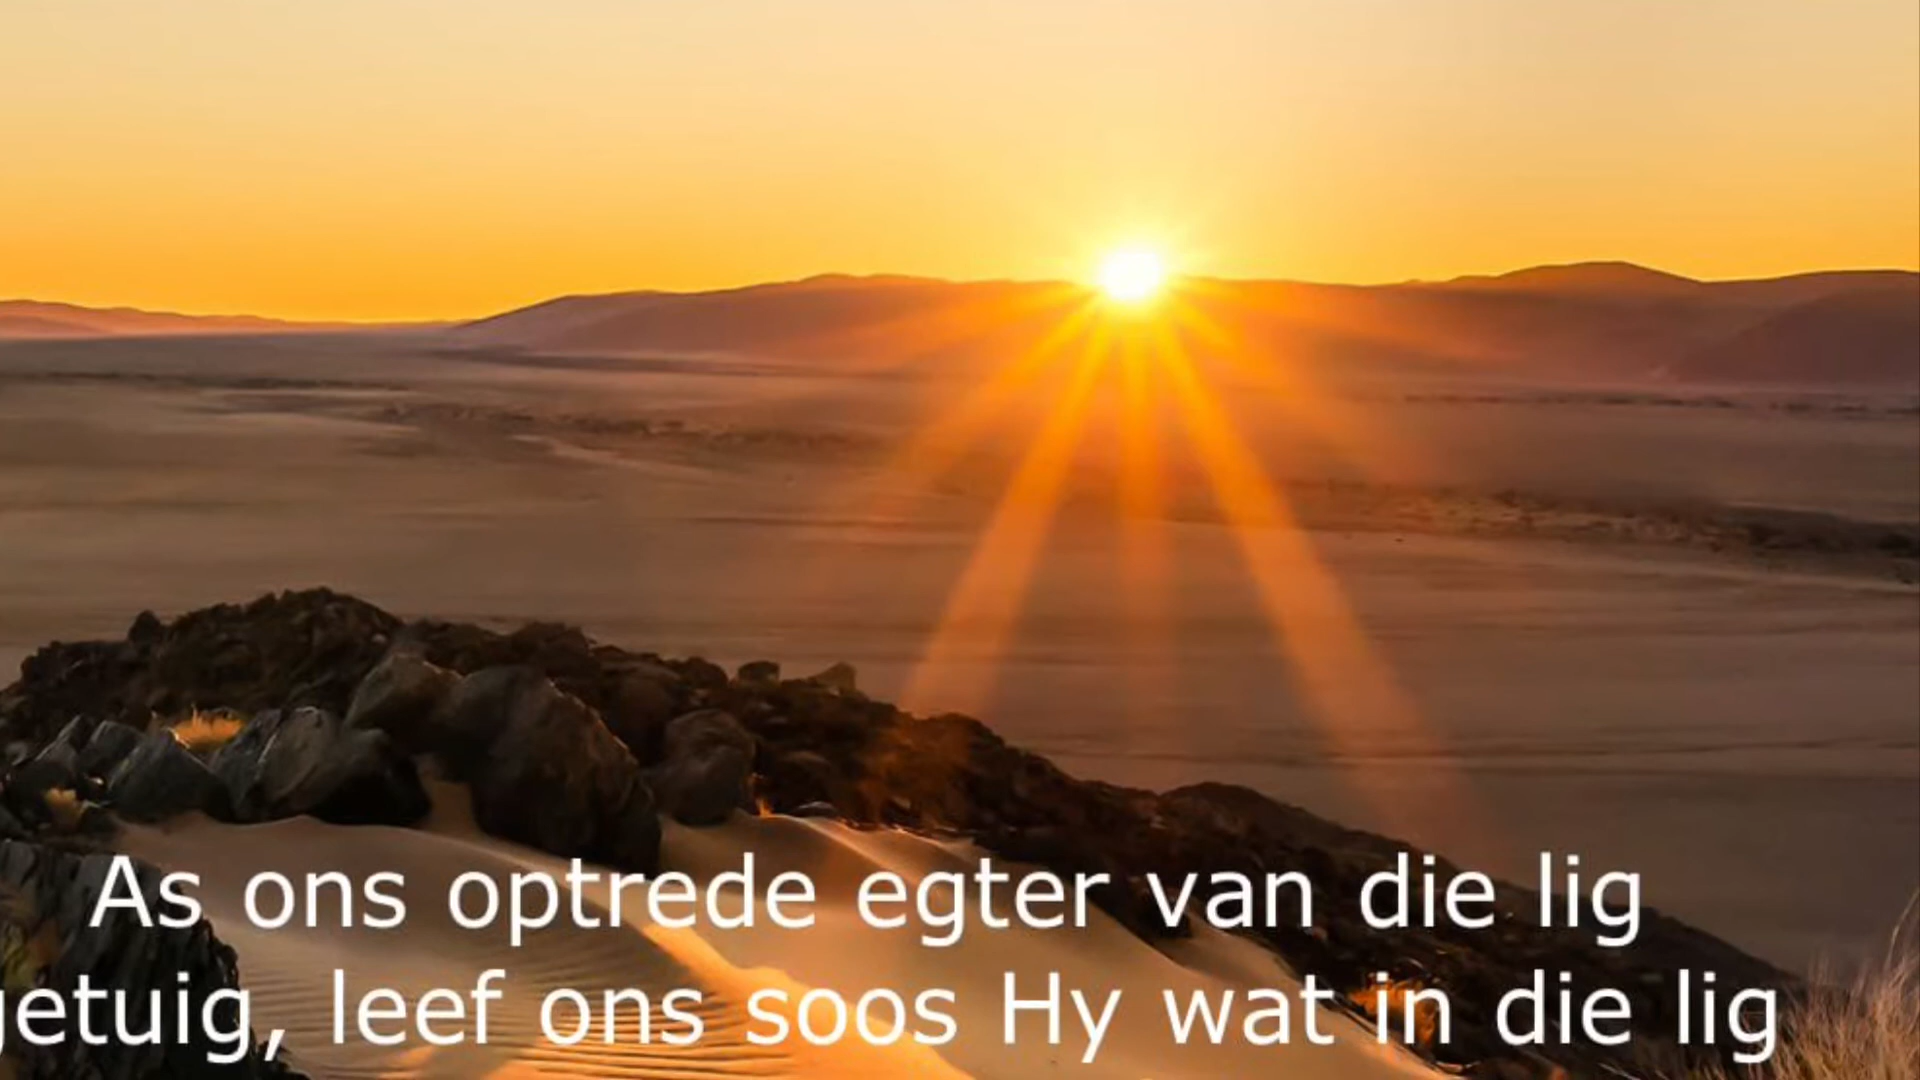 As ons optrede egter van die lig
getuig, leef ons soos Hy wat in die lig